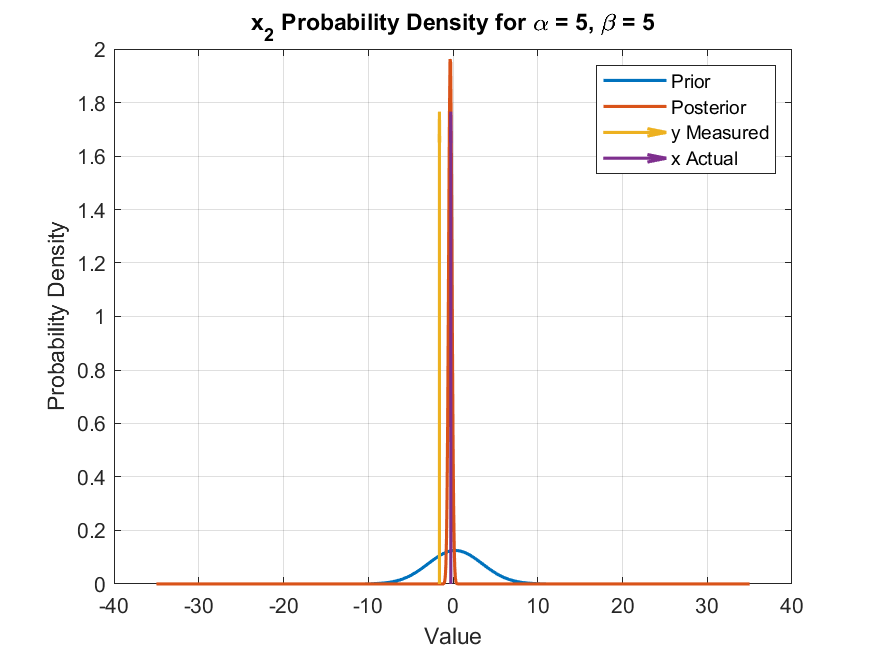 x₂ Probability Density for α = 5, β = 5
Probability Density
2
1.8
1.6
1.4
1.2
1
0.8
0.6
0.4
0.2
0
-40
-30
-20
-10
0
10
20
30
40
Value
Prior
Posterior
y Measured
x Actual